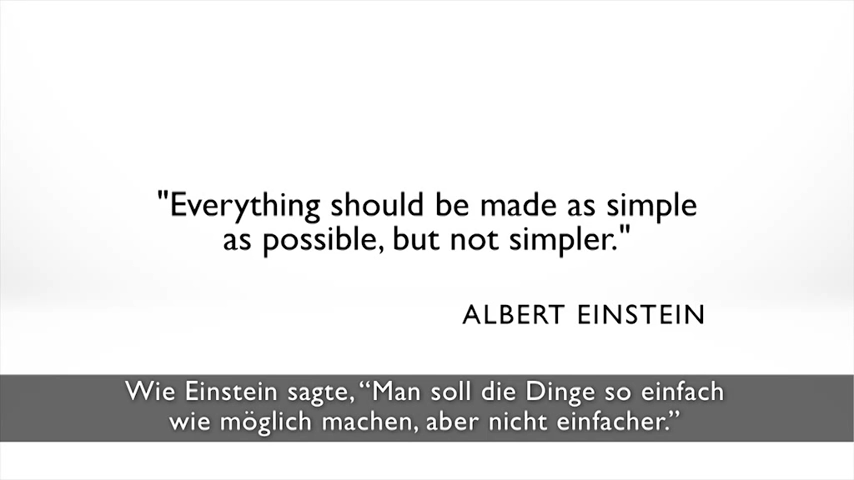 "Everything should be made as simple
as possible, but not simpler."
ALBERT EINSTEIN
Wie Einstein sagte, “Man soll die Dinge so einfach
wie möglich machen, aber nicht einfacher.”